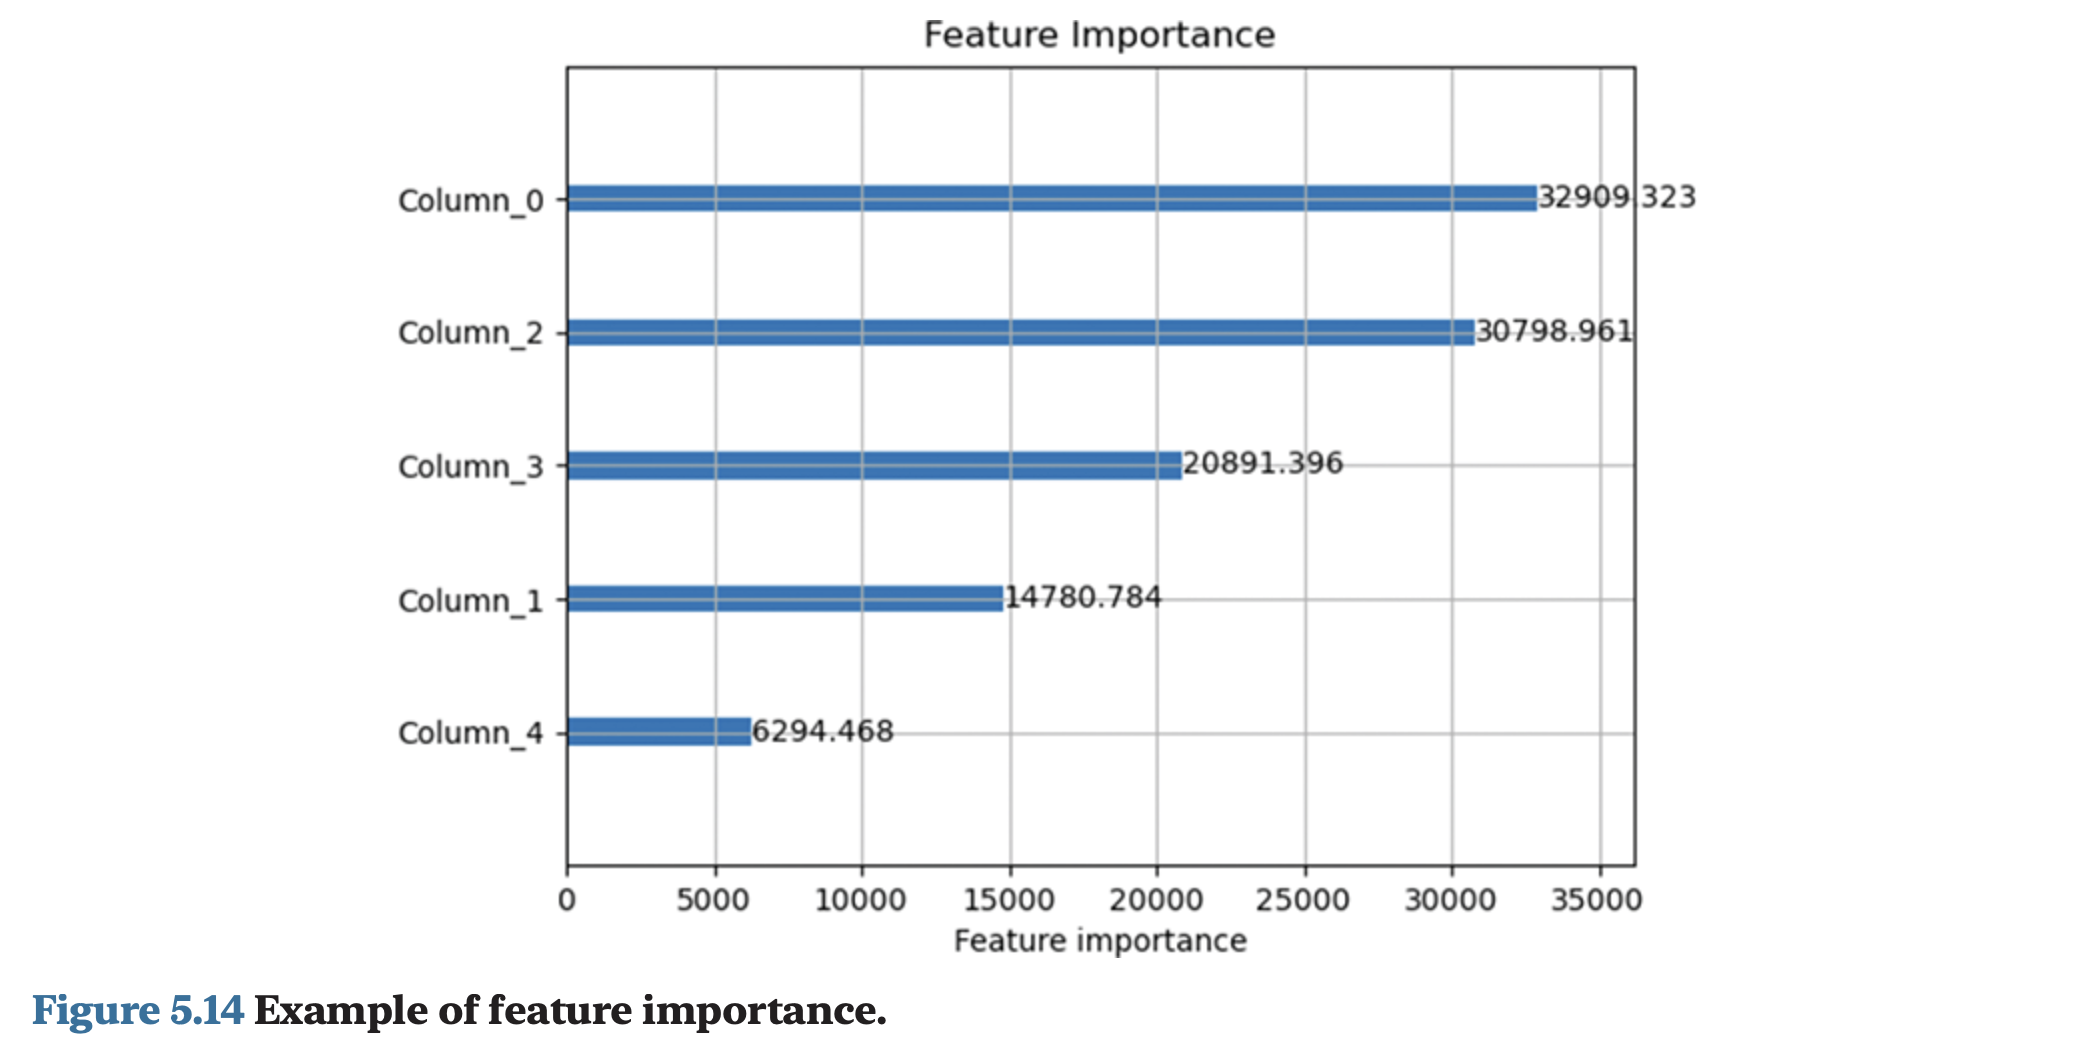 Feature Importance
Column_0 32909.323
Column_2 30798.961
Column_3 20891.396
Column_1 14780.784
Column_4 6294.468
0 5000 10000 15000 20000 25000 30000 35000
Feature importance
Figure 5.14 Example of feature importance.